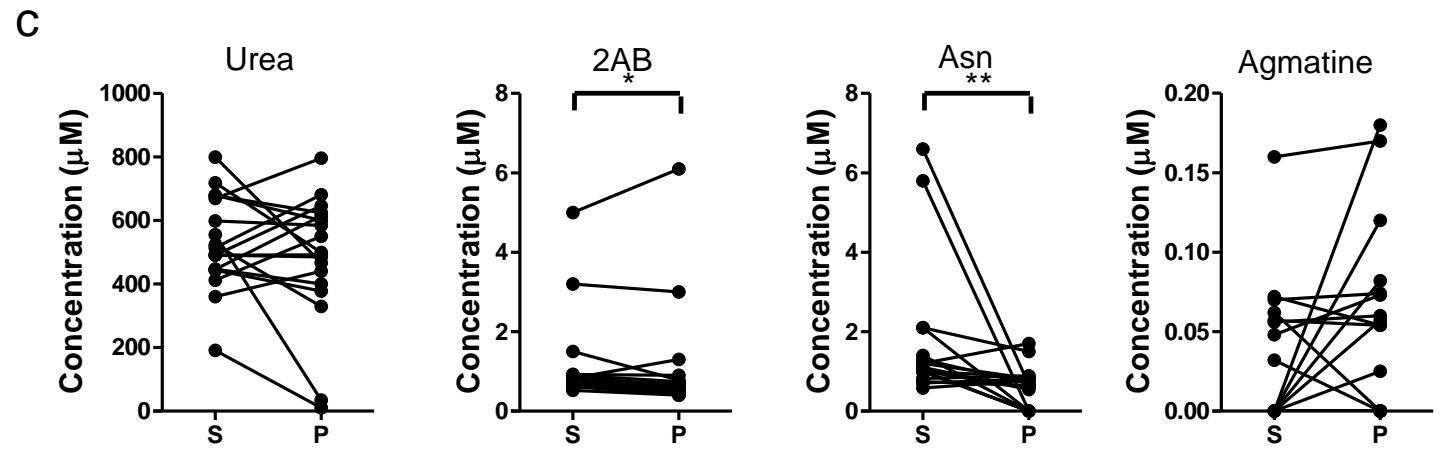 C
Urea
Concentration (μM)
1000
800
600
400
200
0
S P
2AB
*
Concentration (μM)
8
6
4
2
0
S P
Asn
**
Concentration (μM)
8
6
4
2
0
S P
Agmatine
Concentration (μM)
0.20
0.15
0.10
0.05
0.00
S P